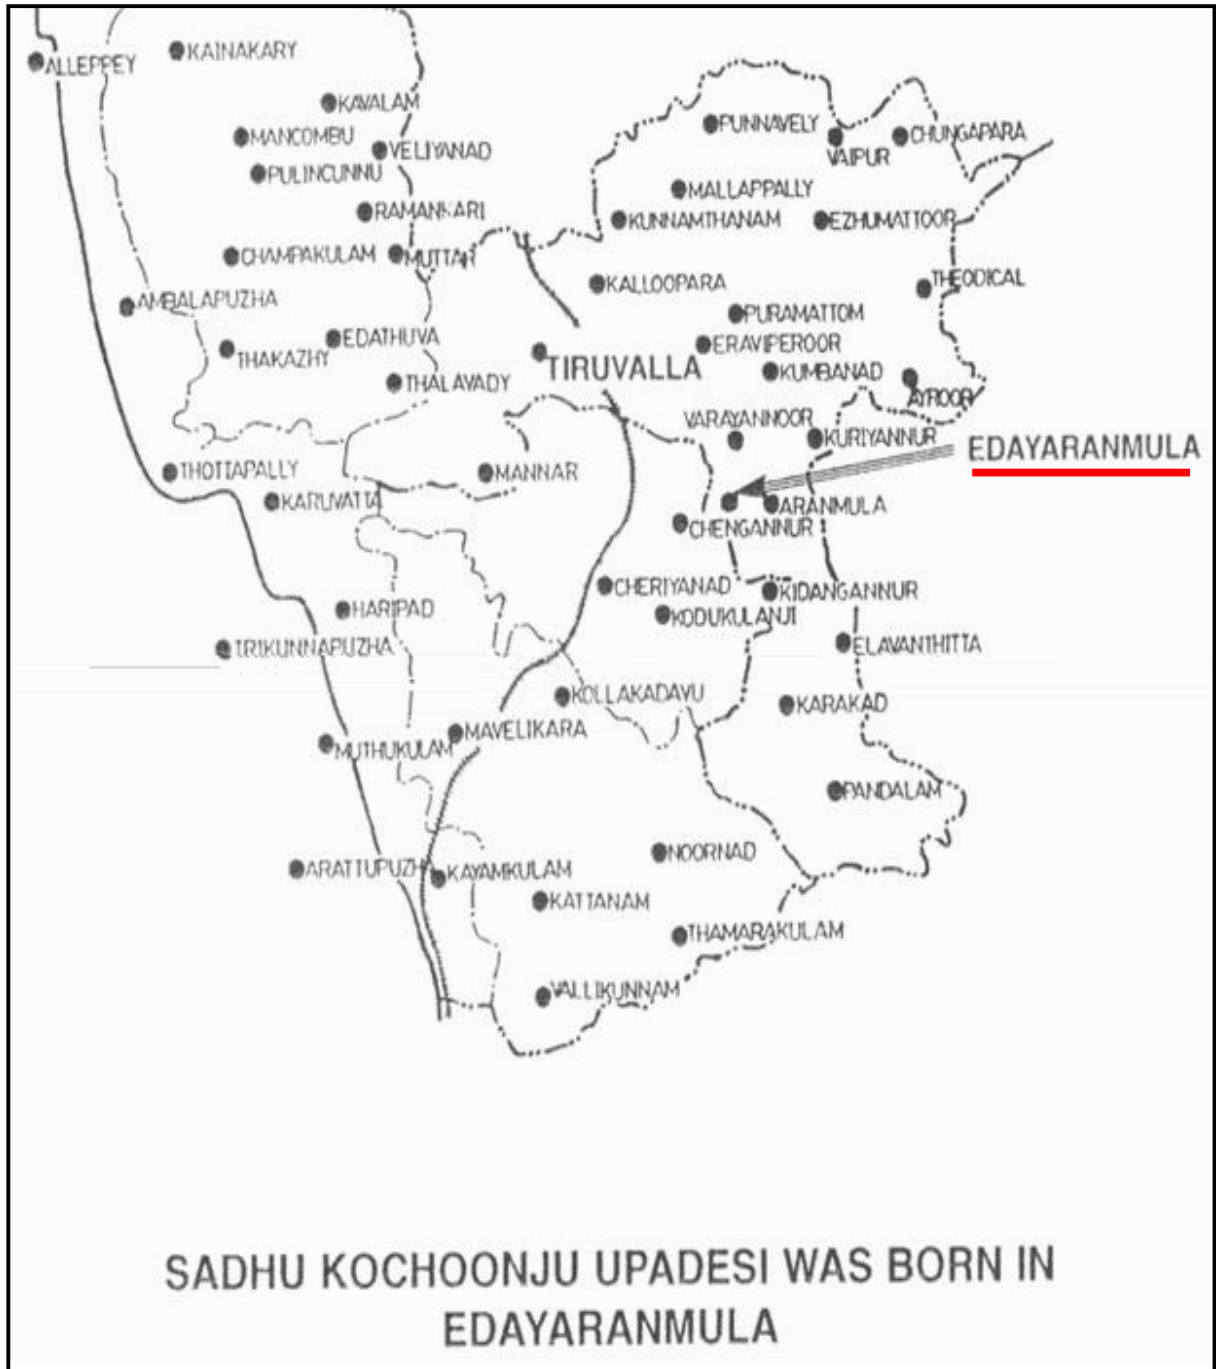 KAINAKARY
ALLEPPEY
KAVALAM
PUNNAVELY
MANCOMBU
CHUNGAPARA
VELIYANAD
VAIPUR
PULINCUNNU
MALLAPPALLY
RAMANKARI
KUNNAMTHANAM
EZHUMATTOOR
CHAMPAKULAM
MUTTAR
THEODICAL
KALLOOPARA
AMBALAPUZHA
PURAMATTOM
EDATHUVA
ERAVIPEROOR
THAKAZHY
TIRUVALLA
KUMBANAD
THALAVADY
AYROOR
VARAYANNOOR
KURIYANNUR
EDAYARANMULA
THOTTAPALLY
MANNAR
KARUVATTA
ARANMULA
CHENGANNUR
CHERIYANAD
KIDANGANNUR
HARIPAD
KODUKULANJI
TRIKUNNAPUZHA
ELAVANTHITTA
KOLLAKADAVU
KARAKAD
MAVELIKARA
MUTHUKULAM
PANDALAM
NOORNAD
ARATTUPUZHA
KAYAMKULAM
KATTANAM
THAMARAKULAM
VALLIKUNNAM
SADHU KOCHOONJU UPADESI WAS BORN IN
EDAYARANMULA